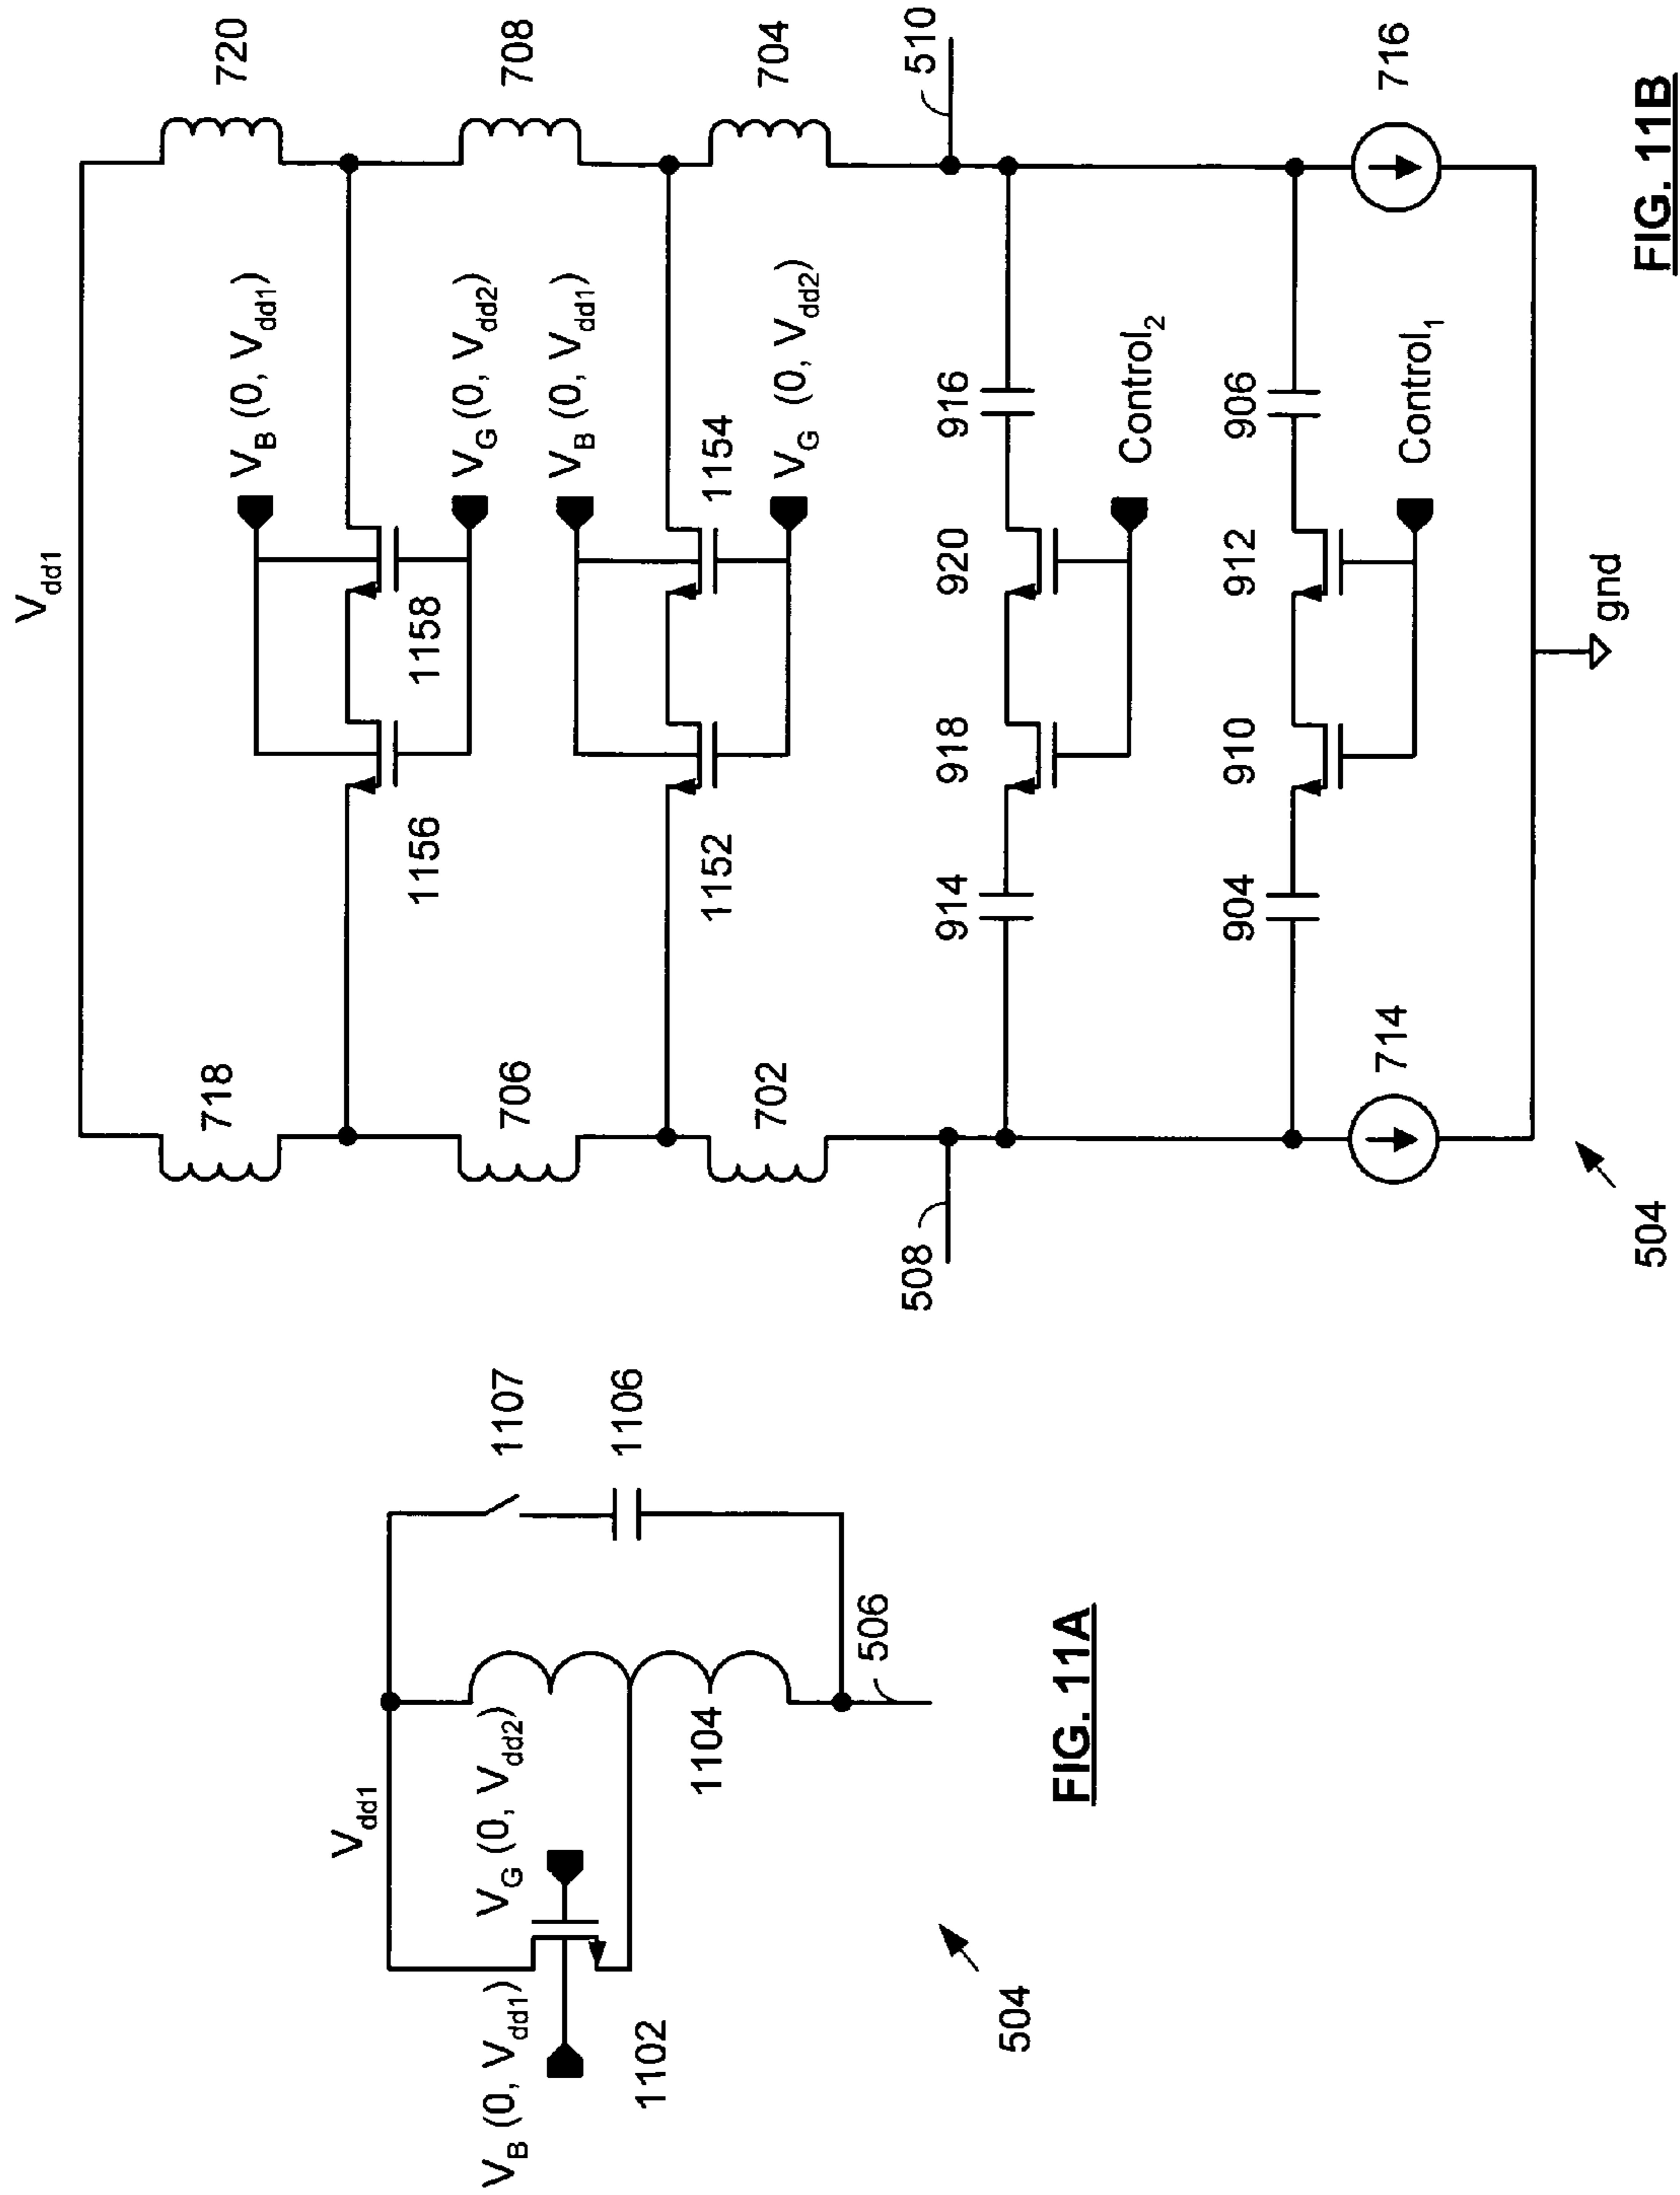 V_dd1
V_B (0, V_dd1)
V_G (0, V_dd2)
1102
1104
1107
1106
506
504
FIG. 11A
V_dd1
718
720
V_B (0, V_dd1)
1156
1158
V_G (0, V_dd2)
706
708
V_B (0, V_dd1)
1152
1154
V_G (0, V_dd2)
702
704
508
510
914
918
920
916
Control_2
904
910
912
906
Control_1
714
716
gnd
504
FIG. 11B